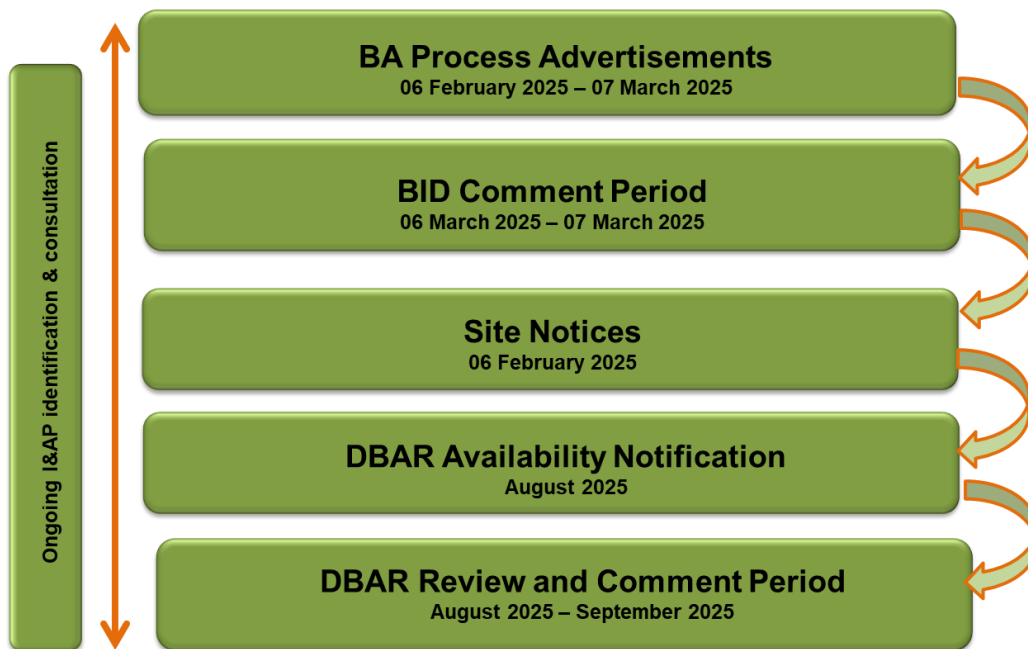 BA Process Advertisements
06 February 2025 – 07 March 2025
BID Comment Period
06 March 2025 – 07 March 2025
Site Notices
06 February 2025
DBAR Availability Notification
August 2025
DBAR Review and Comment Period
August 2025 – September 2025
Ongoing I&AP identification & consultation